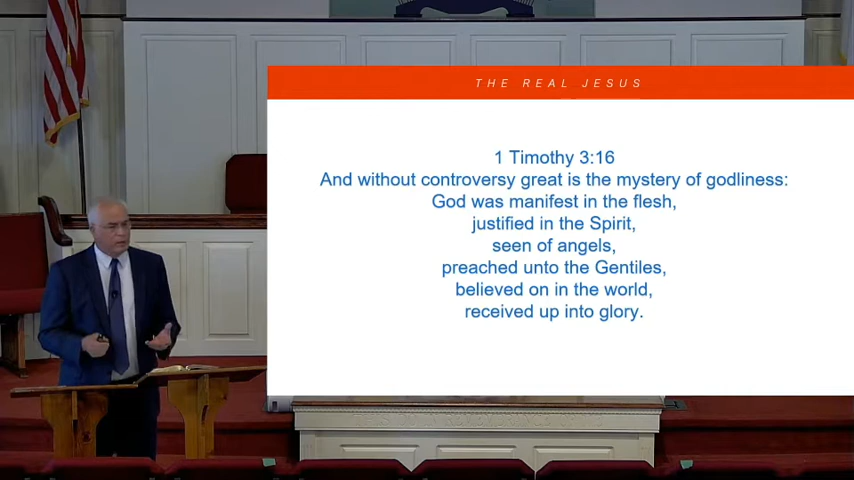 THE REAL JESUS
1 Timothy 3:16
And without controversy great is the mystery of godliness:
God was manifest in the flesh,
justified in the Spirit,
seen of angels,
preached unto the Gentiles,
believed on in the world,
received up into glory.